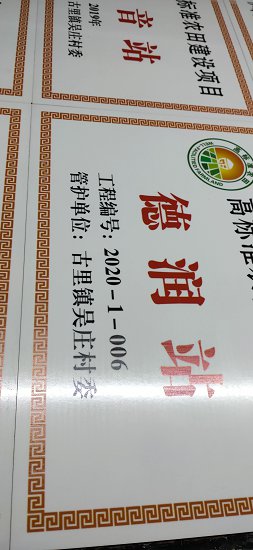 标准农田建设项目
音站
2019年
古里镇吴庄村委
高标准农
德润站
工程编号：2020-1-006
管护单位：古里镇吴庄村委